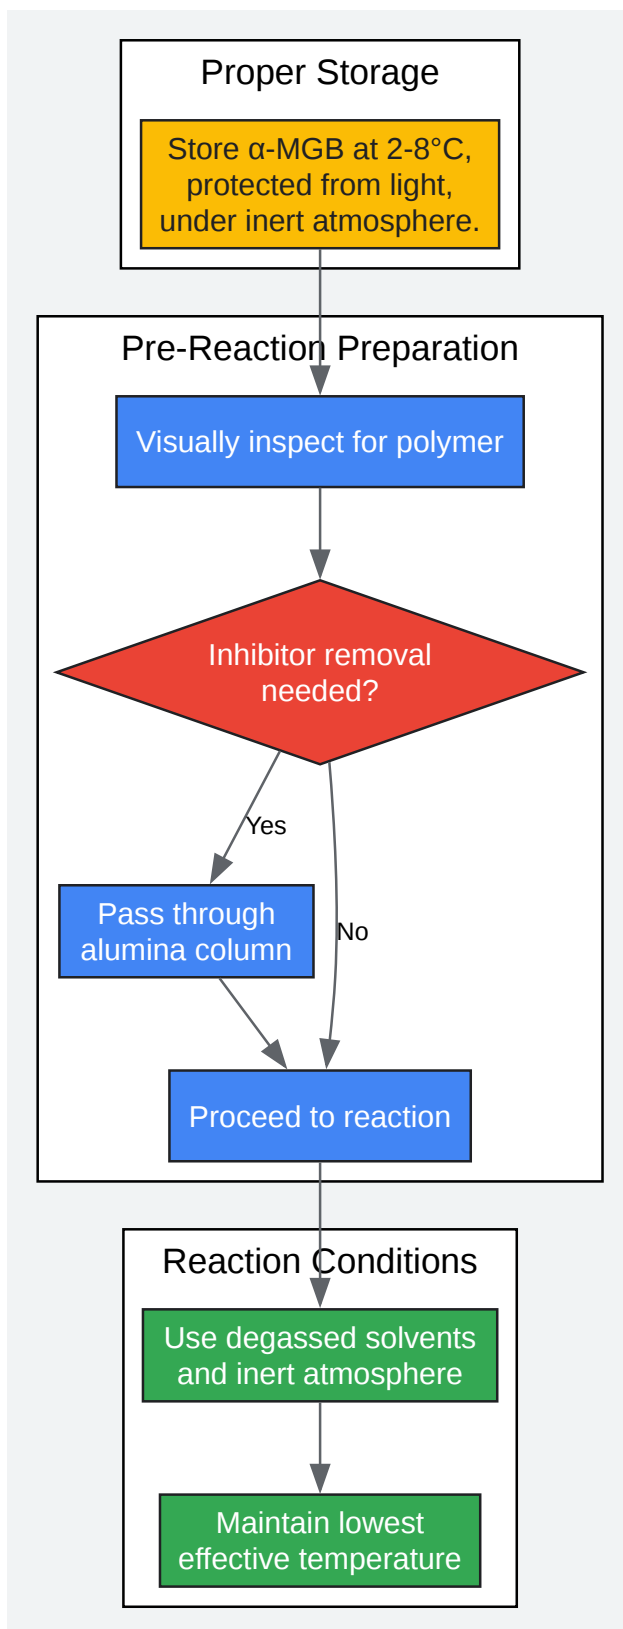 Proper Storage
Store α-MGB at 2-8°C,
protected from light,
under inert atmosphere.
Pre-Reaction Preparation
Visually inspect for polymer
Inhibitor removal
needed?
Yes
Pass through
alumina column
No
Proceed to reaction
Reaction Conditions
Use degassed solvents
and inert atmosphere
Maintain lowest
effective temperature